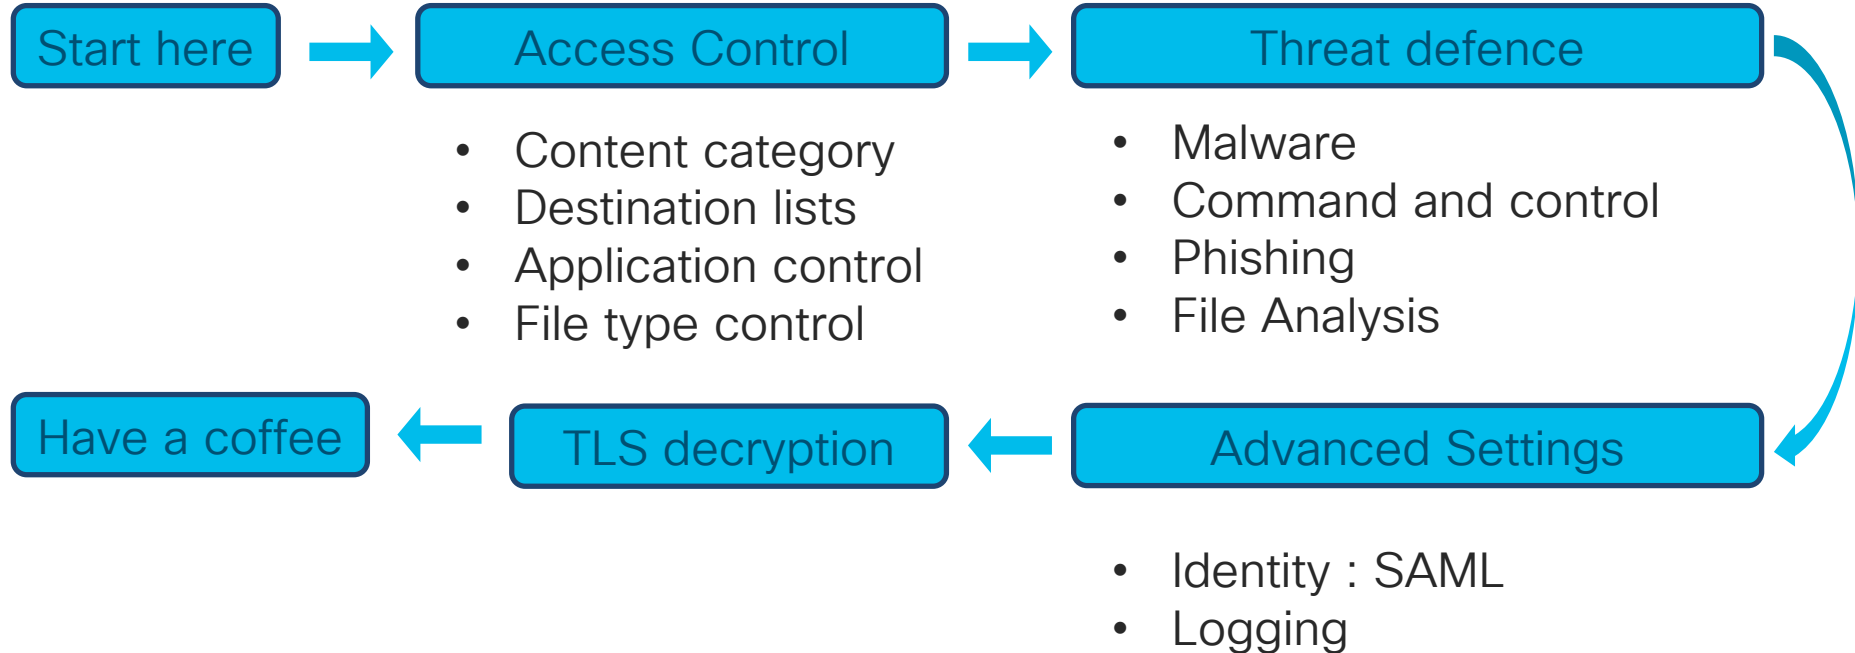 Start here
Access Control
Threat defence
• Content category
• Destination lists
• Application control
• File type control
• Malware
• Command and control
• Phishing
• File Analysis
Have a coffee
TLS decryption
Advanced Settings
• Identity : SAML
• Logging